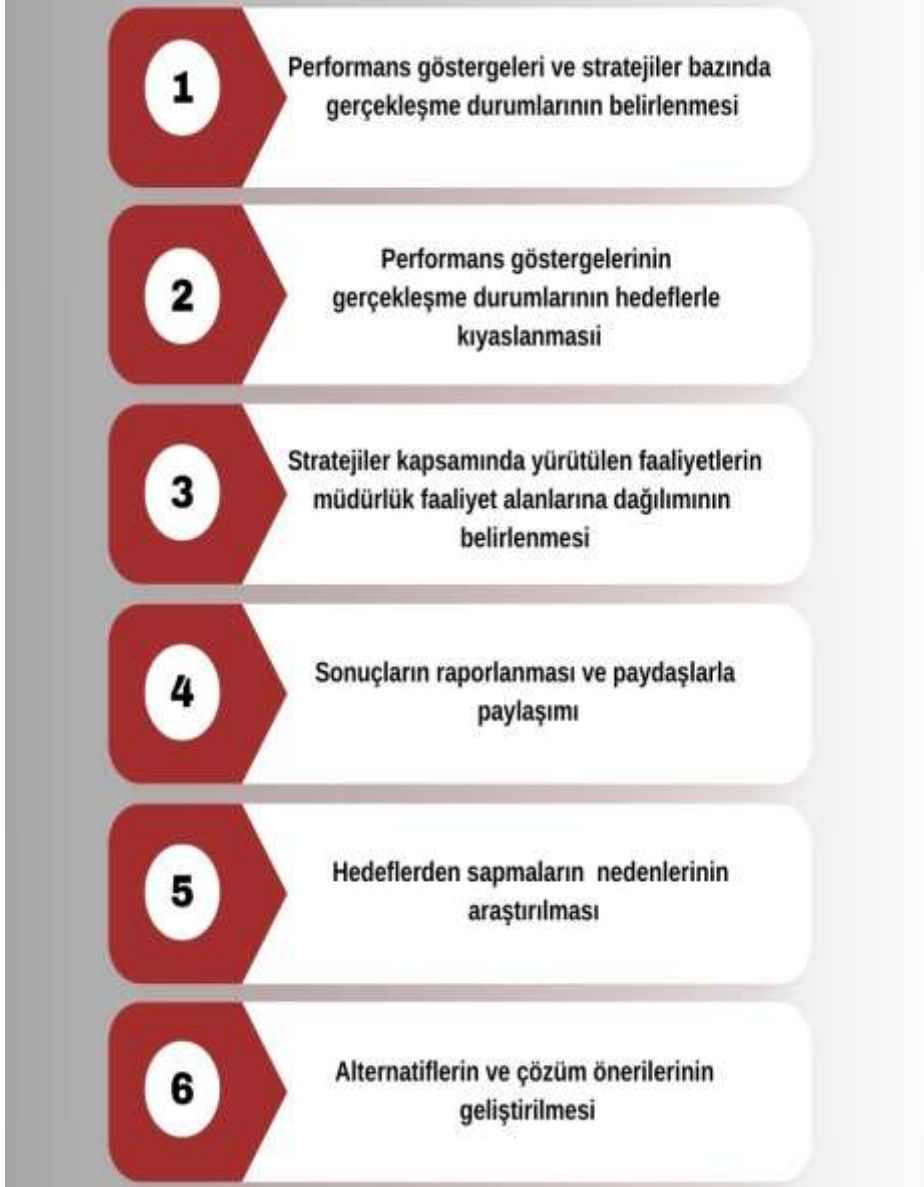 1
Performans göstergeleri ve stratejiler bazında
gerçekleşme durumlarının belirlenmesi
2
Performans göstergelerinin
gerçekleşme durumlarının hedeflerle
kıyaslanmasıi
3
Stratejiler kapsamında yürütülen faaliyetlerin
müdürlük faaliyet alanlarına dağılımının
belirlenmesi
4
Sonuçların raporlanması ve paydaşlarla
paylaşımı
5
Hedeflerden sapmaların nedenlerinin
araştırılması
6
Alternatiflerin ve çözüm önerilerinin
geliştirilmesi